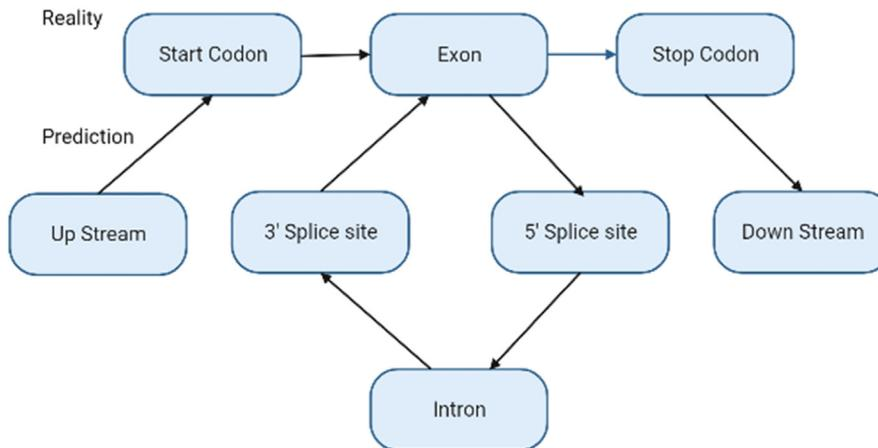 Reality
Start Codon
Exon
Stop Codon
Prediction
Up Stream
3' Splice site
5' Splice site
Down Stream
Intron